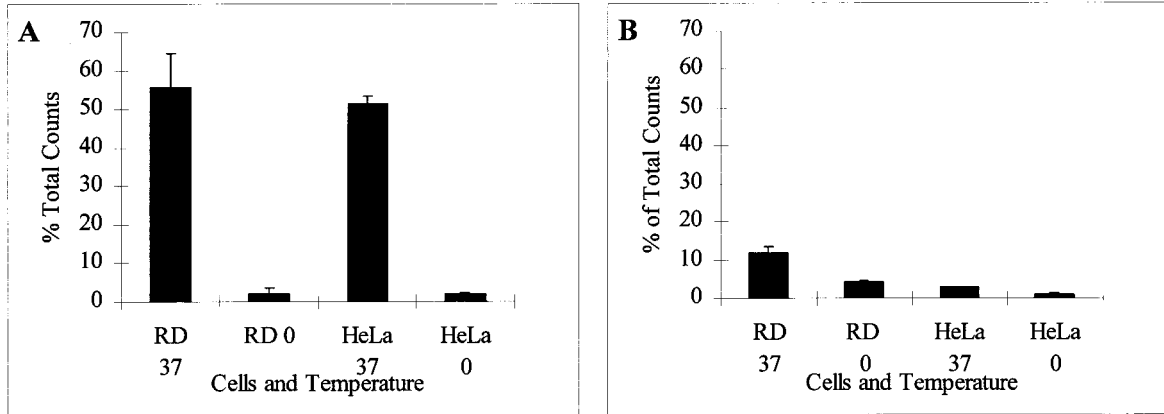 A
% Total Counts
70
60
50
40
30
20
10
0
RD RD 0 HeLa HeLa
37 37 0
Cells and Temperature
B
% of Total Counts
70
60
50
40
30
20
10
0
RD RD HeLa HeLa
37 0 37 0
Cells and Temperature